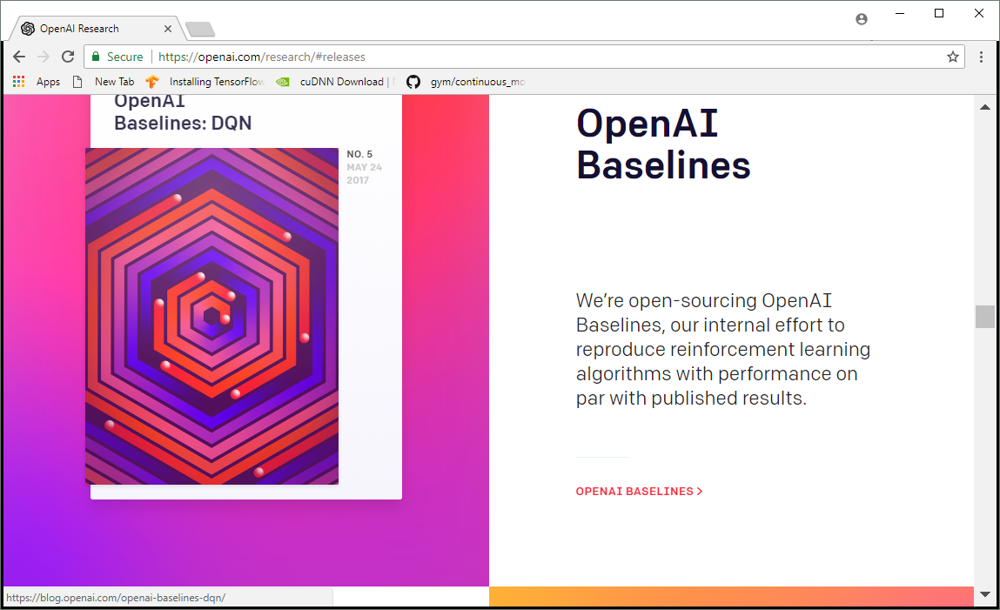 OpenAI Research
Secure
https://openai.com/research/#releases
Apps
New Tab
Installing TensorFlow
cuDNN Download |
gym/continuous_mo
OpenAI
Baselines: DQN
NO. 5
MAY 24
2017
OpenAI
Baselines
We're open-sourcing OpenAI
Baselines, our internal effort to
reproduce reinforcement learning
algorithms with performance on
par with published results.
OPENAI BASELINES >
https://blog.openai.com/openai-baselines-dqn/